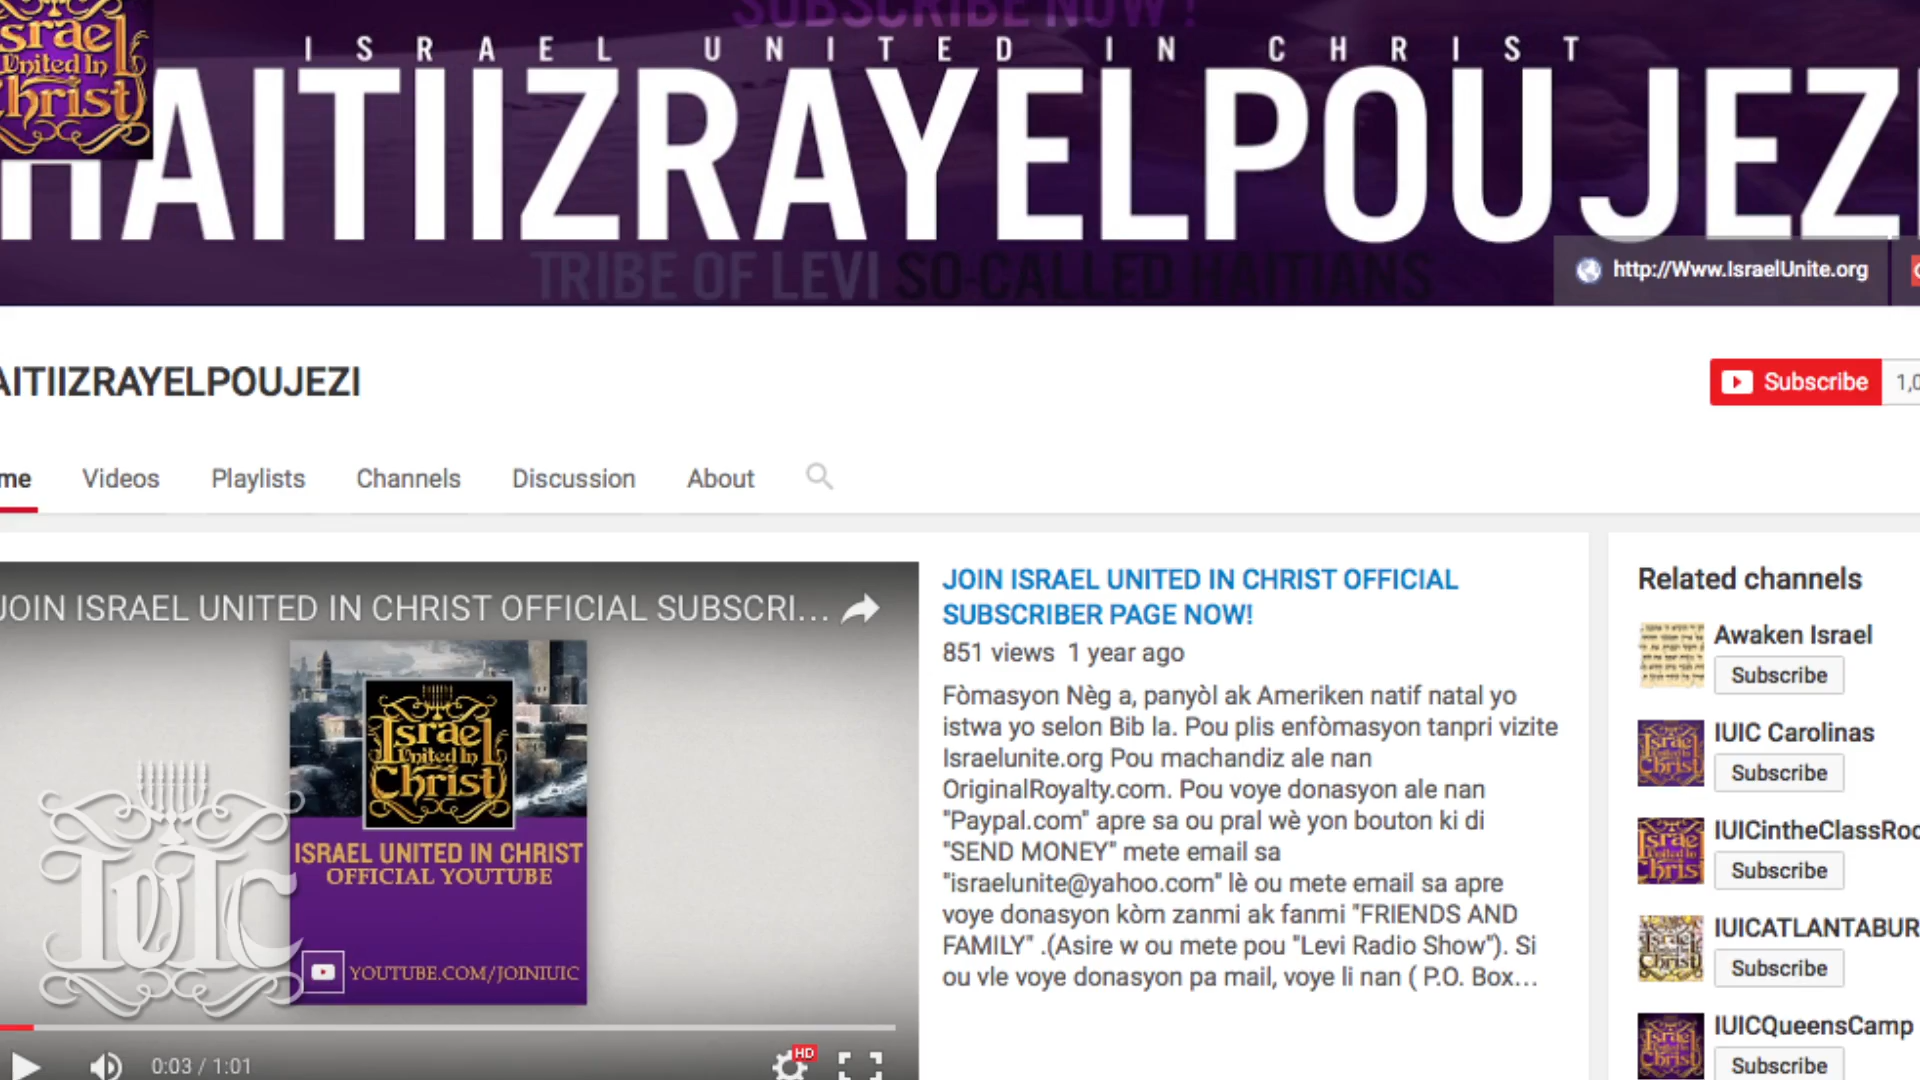 SUBSCRIBE NOW!
ISRAEL UNITED IN CHRIST
Israel
United In
Christ
HAITIIZRAYELPOUJEZI
TRIBE OF LEVI SO-CALLED HAITIANS
http://Www.IsraelUnite.org
AITIIZRAYELPOUJEZI
Subscribe
1,0
me
Videos
Playlists
Channels
Discussion
About
JOIN ISRAEL UNITED IN CHRIST OFFICIAL SUBSCRI...
Israel
United In
Christ
ISRAEL UNITED IN CHRIST
OFFICIAL YOUTUBE
YOUTUBE.COM/JOINIUIC
IUIC
0:03 / 1:01
HD
JOIN ISRAEL UNITED IN CHRIST OFFICIAL
SUBSCRIBER PAGE NOW!
851 views 1 year ago
Fòmasyon Nèg a, panyòl ak Ameriken natif natal yo
istwa yo selon Bib la. Pou plis enfòmasyon tanpri vizite
Israelunite.org Pou machandiz ale nan
OriginalRoyalty.com. Pou voye donasyon ale nan
"Paypal.com" apre sa ou pral wè yon bouton ki di
"SEND MONEY" mete email sa
"israelunite@yahoo.com" lè ou mete email sa apre
voye donasyon kòm zanmi ak fanmi "FRIENDS AND
FAMILY" .(Asire w ou mete pou "Levi Radio Show"). Si
ou vle voye donasyon pa mail, voye li nan ( P.O. Box...
Related channels
Awaken Israel
Subscribe
IUIC Carolinas
Subscribe
IUICintheClassRoo
Subscribe
IUICATLANTABUR
Subscribe
IUICQueensCamp
Subscribe